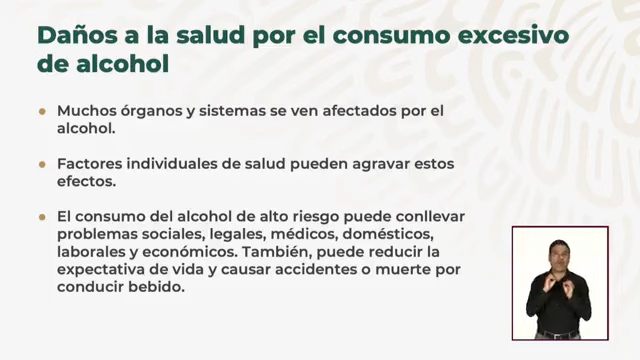 Daños a la salud por el consumo excesivo
de alcohol
Muchos órganos y sistemas se ven afectados por el
alcohol.
Factores individuales de salud pueden agravar estos
efectos.
El consumo del alcohol de alto riesgo puede conllevar
problemas sociales, legales, médicos, domésticos,
laborales y económicos. También, puede reducir la
expectativa de vida y causar accidentes o muerte por
conducir bebido.